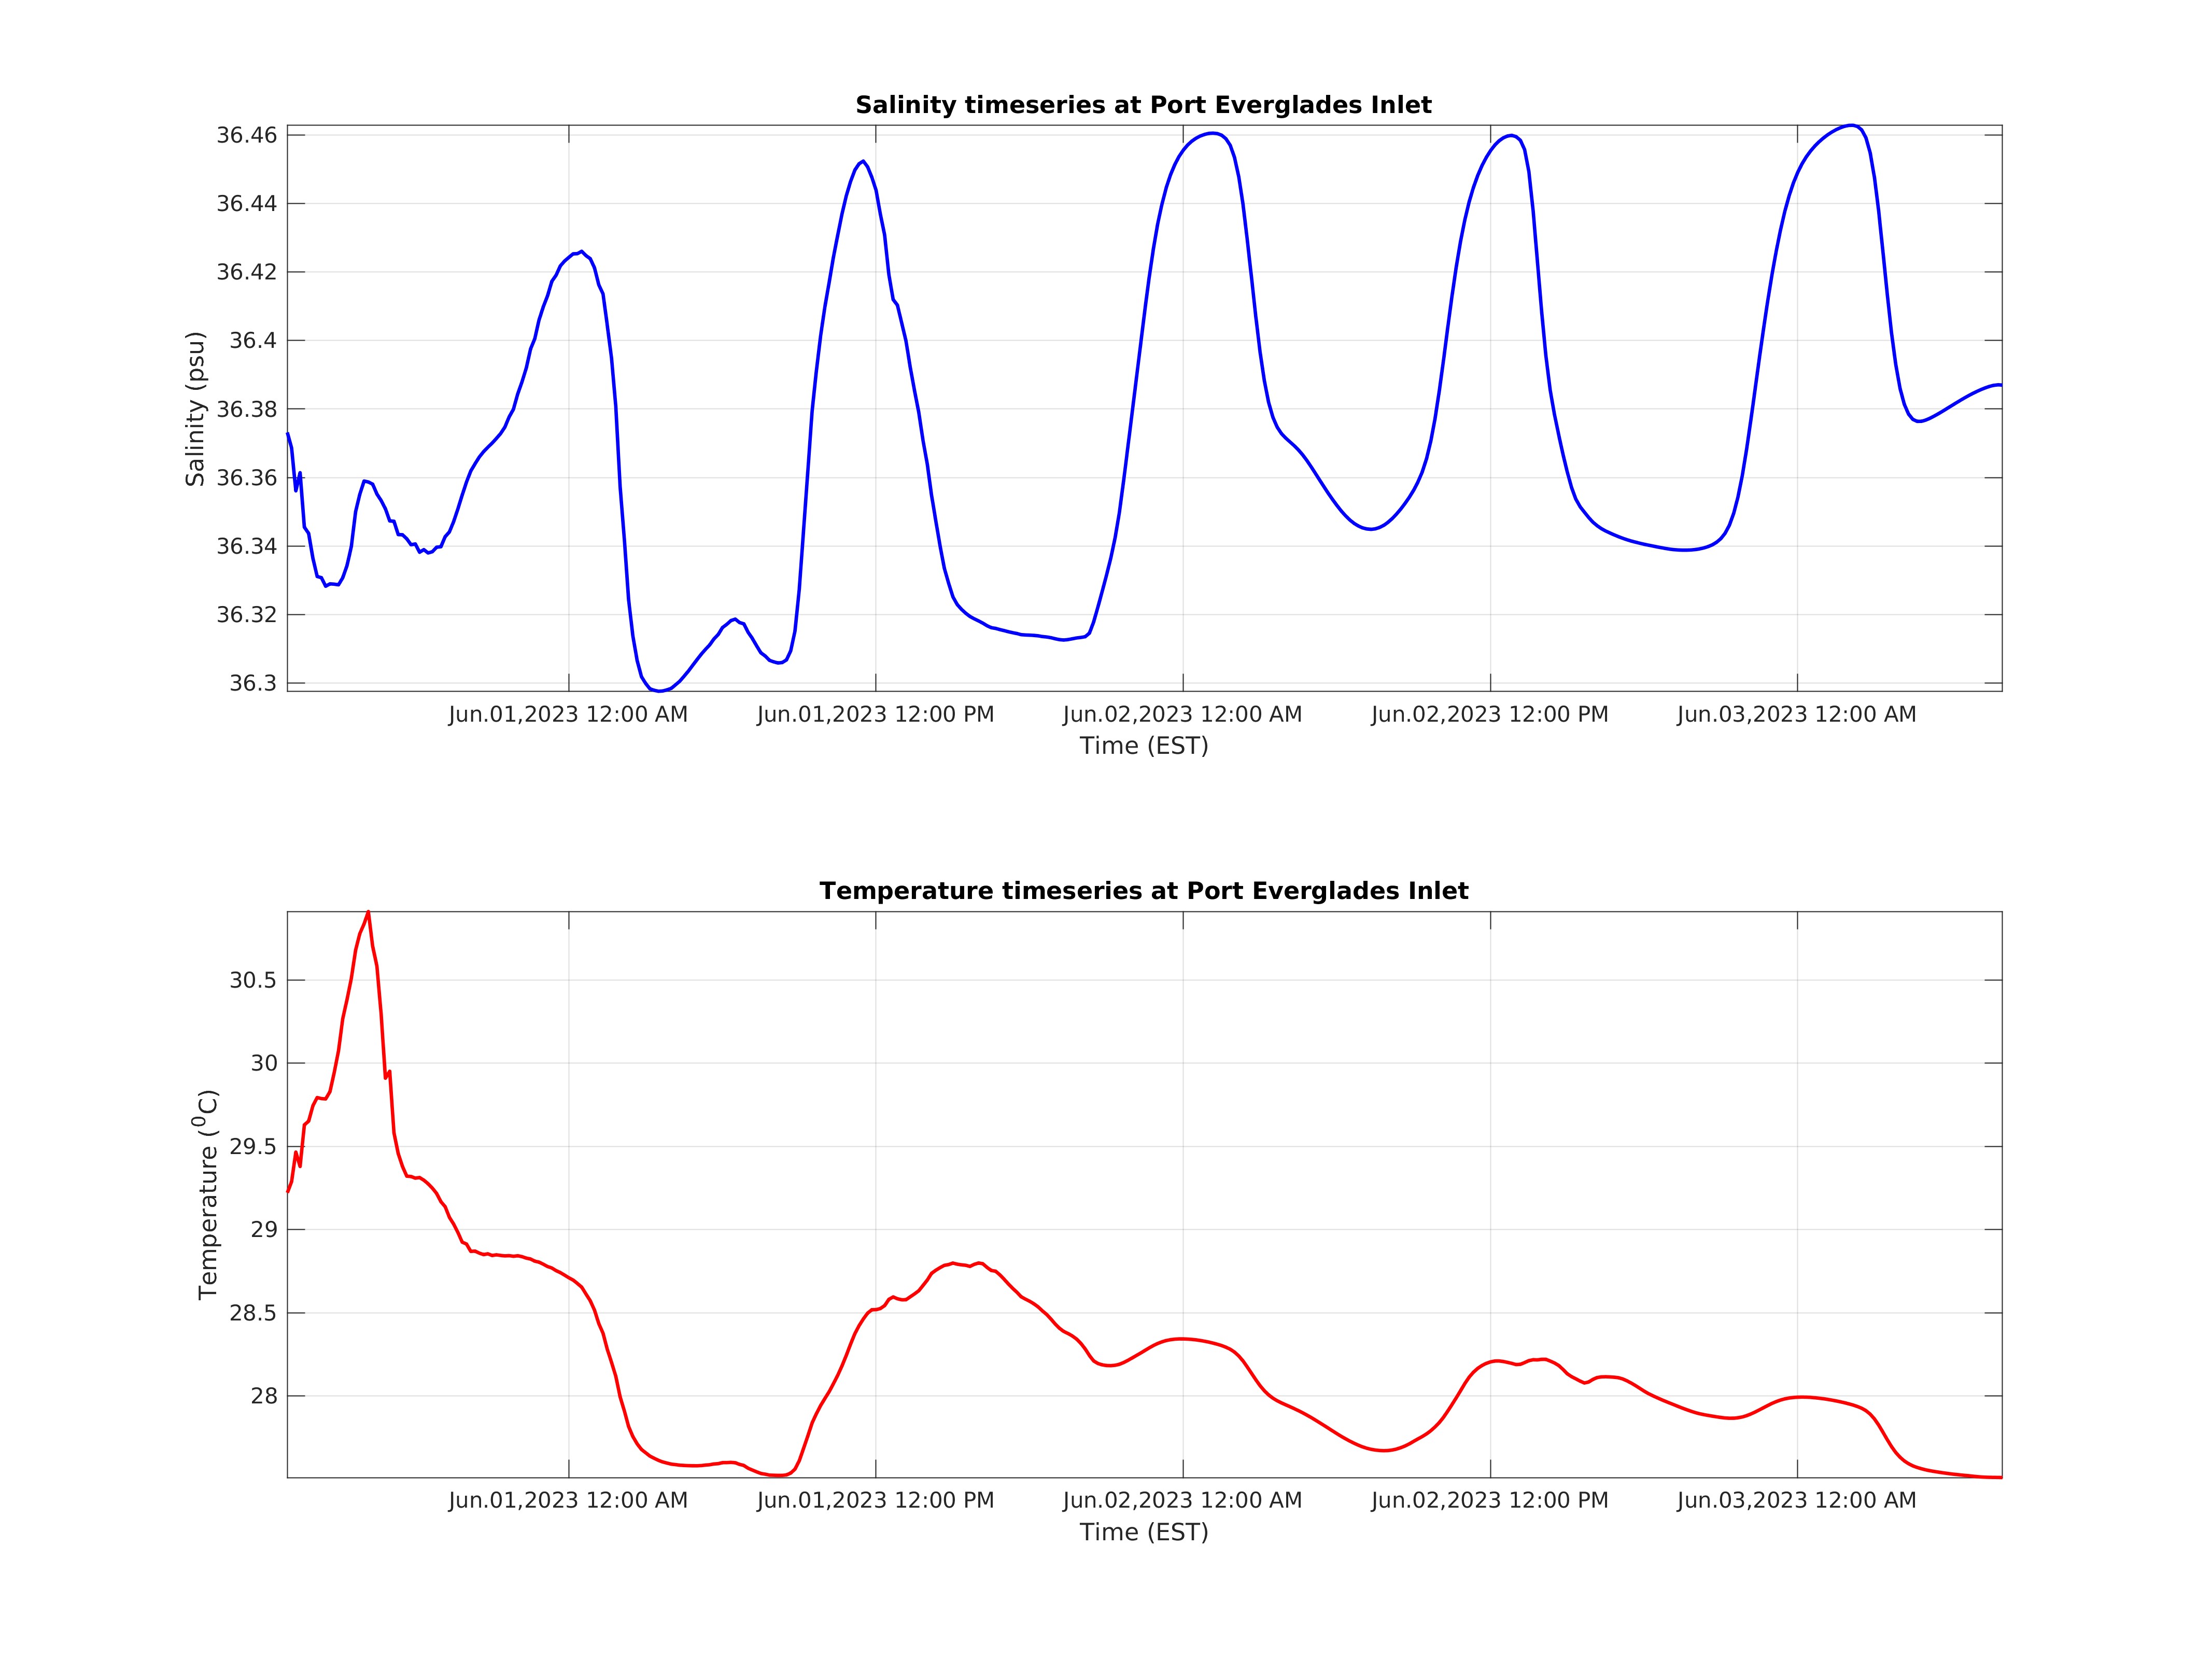 Salinity timeseries at Port Everglades Inlet
Salinity (psu)
36.46
36.44
36.42
36.4
36.38
36.36
36.34
36.32
36.3
Jun.01,2023 12:00 AM Jun.01,2023 12:00 PM Jun.02,2023 12:00 AM Jun.02,2023 12:00 PM Jun.03,2023 12:00 AM
Time (EST)
Temperature timeseries at Port Everglades Inlet
Temperature (⁰C)
30.5
30
29.5
29
28.5
28
Jun.01,2023 12:00 AM Jun.01,2023 12:00 PM Jun.02,2023 12:00 AM Jun.02,2023 12:00 PM Jun.03,2023 12:00 AM
Time (EST)